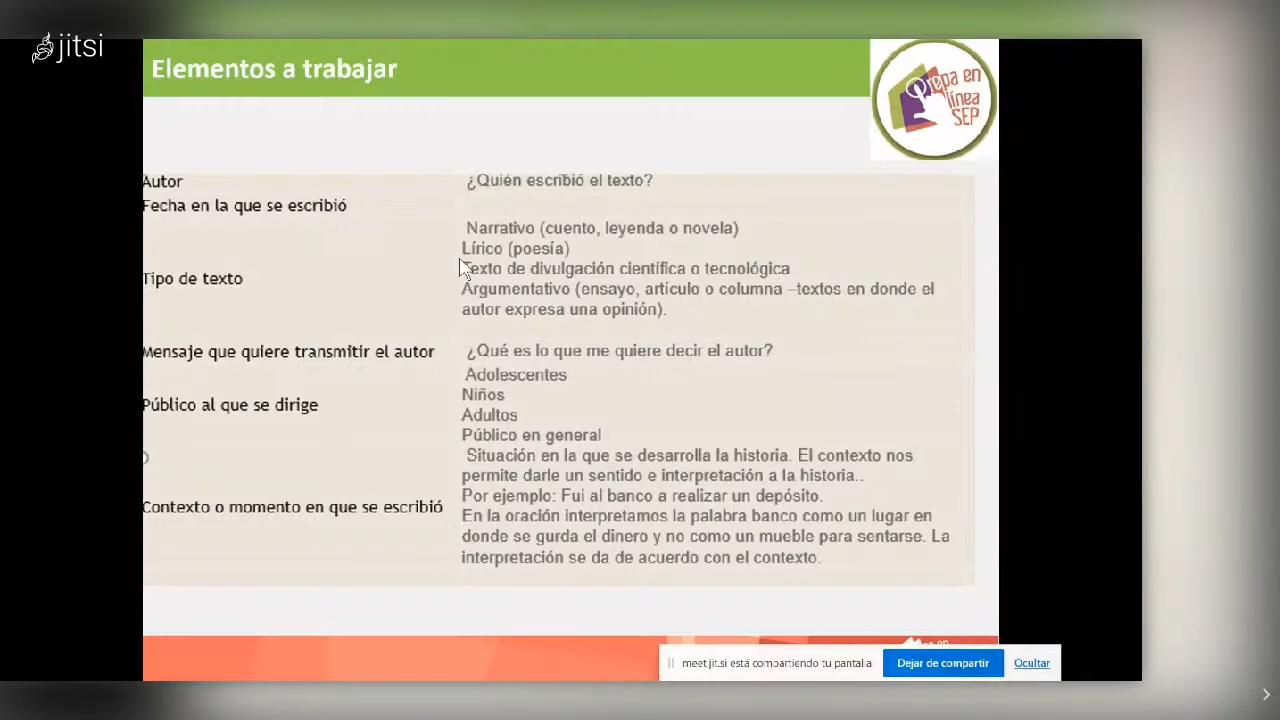 jitsi
Elementos a trabajar
Prepa en
línea
SEP
Autor
¿Quién escribió el texto?
Fecha en la que se escribió
Tipo de texto
Narrativo (cuento, leyenda o novela)
Lírico (poesía)
Texto de divulgación científica o tecnológica
Argumentativo (ensayo, artículo o columna –textos en donde el
autor expresa una opinión).
Mensaje que quiere transmitir el autor
¿Qué es lo que me quiere decir el autor?
Público al que se dirige
Adolescentes
Niños
Adultos
Público en general
Contexto o momento en que se escribió
Situación en la que se desarrolla la historia. El contexto nos
permite darle un sentido e interpretación a la historia..
Por ejemplo: Fui al banco a realizar un depósito.
En la oración interpretamos la palabra banco como un lugar en
donde se gurda el dinero y no como un mueble para sentarse. La
interpretación se da de acuerdo con el contexto.
meet.jit.si está compartiendo tu pantalla.
Dejar de compartir
Ocultar